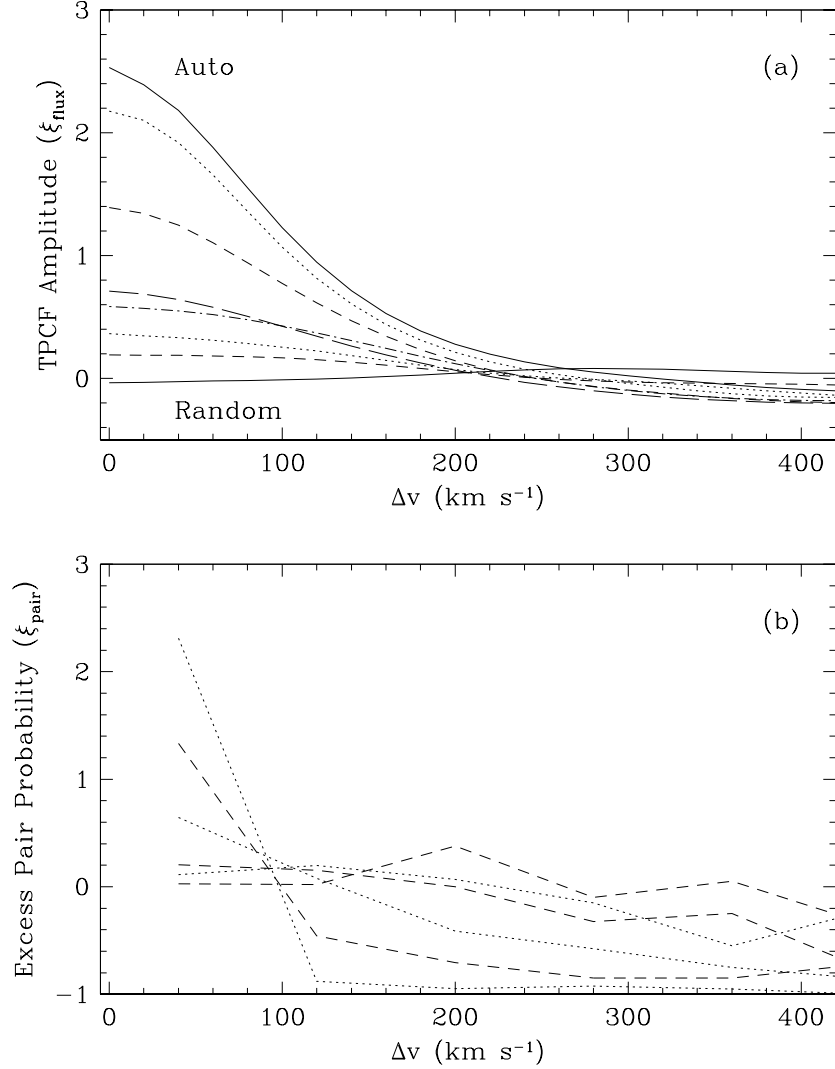 3
2
1
0
TPCF Amplitude (ξflux)
Auto
(a)
Random
0 100 200 300 400
Δv (km s⁻¹)
3
2
1
0
−1
Excess Pair Probability (ξpair)
(b)
0 100 200 300 400
Δv (km s⁻¹)